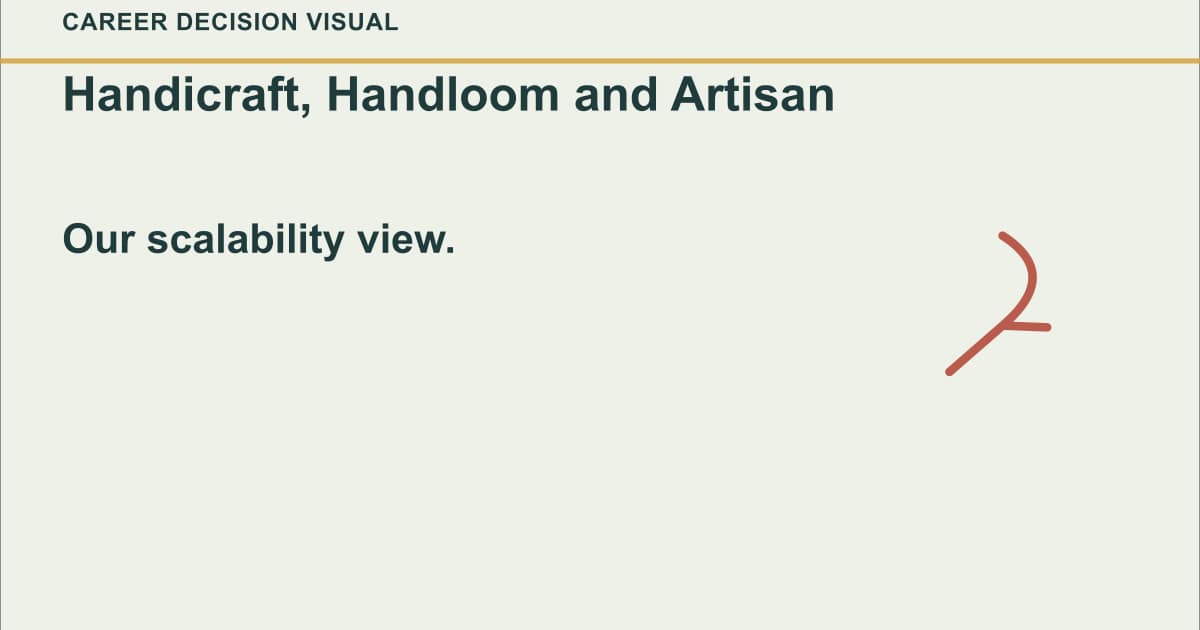 CAREER DECISION VISUAL
Handicraft, Handloom and Artisan
Our scalability view.